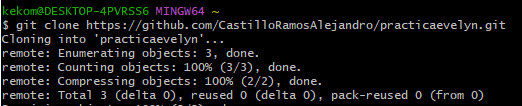 kekom@DESKTOP-4PVRSS6 MINGW64 ~
$ git clone https://github.com/CastilloRamosAlejandro/practicaevelyn.git
Cloning into 'practicaevelyn'...
remote: Enumerating objects: 3, done.
remote: Counting objects: 100% (3/3), done.
remote: Compressing objects: 100% (2/2), done.
remote: Total 3 (delta 0), reused 0 (delta 0), pack-reused 0 (from 0)